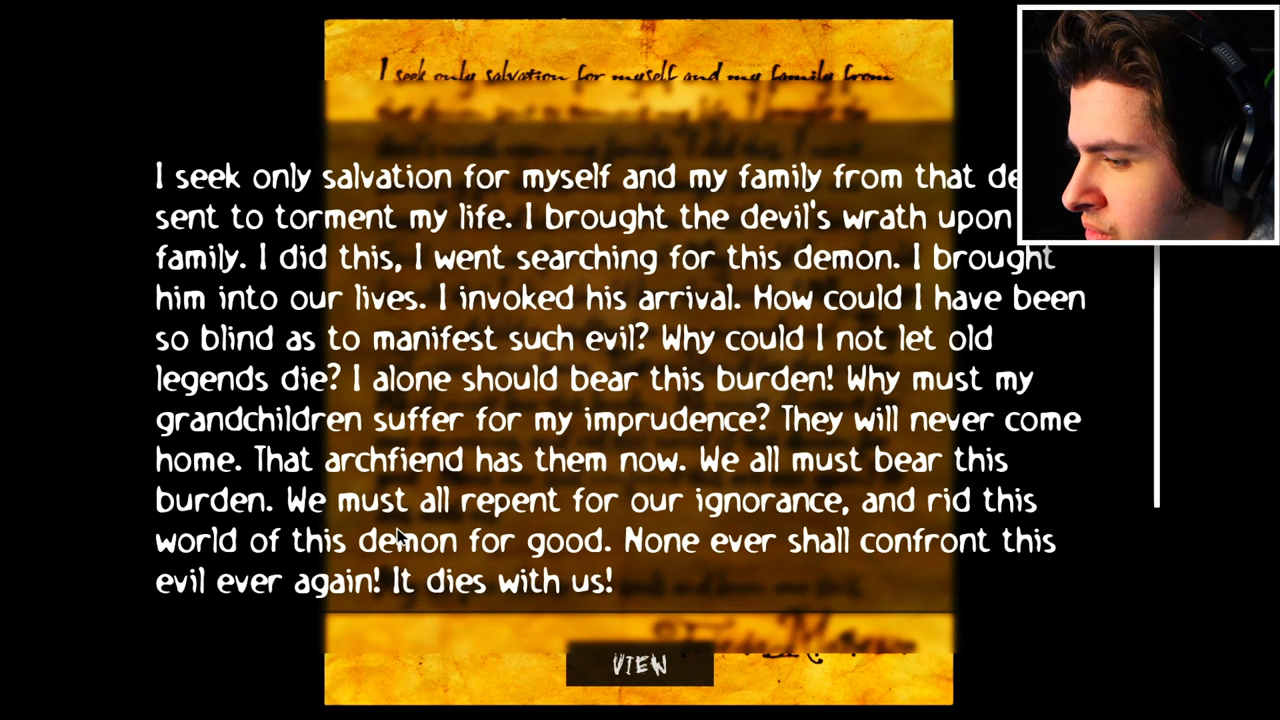 I seek only salvation for myself and my family from
I seek only salvation for myself and my family from that
sent to torment my life. I brought the devil's wrath upon
family. I did this, I went searching for this demon. I brought
him into our lives. I invoked his arrival. How could I have been
so blind as to manifest such evil? Why could I not let old
legends die? I alone should bear this burden! Why must my
grandchildren suffer for my imprudence? They will never come
home. That archfiend has them now. We all must bear this
burden. We must all repent for our ignorance, and rid this
world of this demon for good. None ever shall confront this
evil ever again! It dies with us!
VIEW